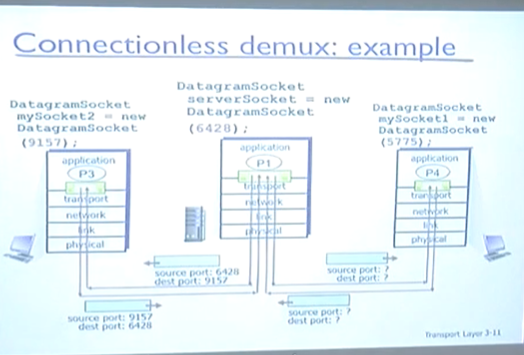 Connectionless demux: example
DatagramSocket
mySocket2 = new
DatagramSocket
(9157);
DatagramSocket
serverSocket = new
DatagramSocket
(6428);
DatagramSocket
mySocket1 = new
DatagramSocket
(5775);
application
P3
transport
network
link
physical
application
P1
transport
network
link
physical
application
P4
transport
network
link
physical
source port: 6428
dest port: 9157
source port: 9157
dest port: 6428
source port: ?
dest port: ?
source port: ?
dest port: ?
Transport Layer 3-11